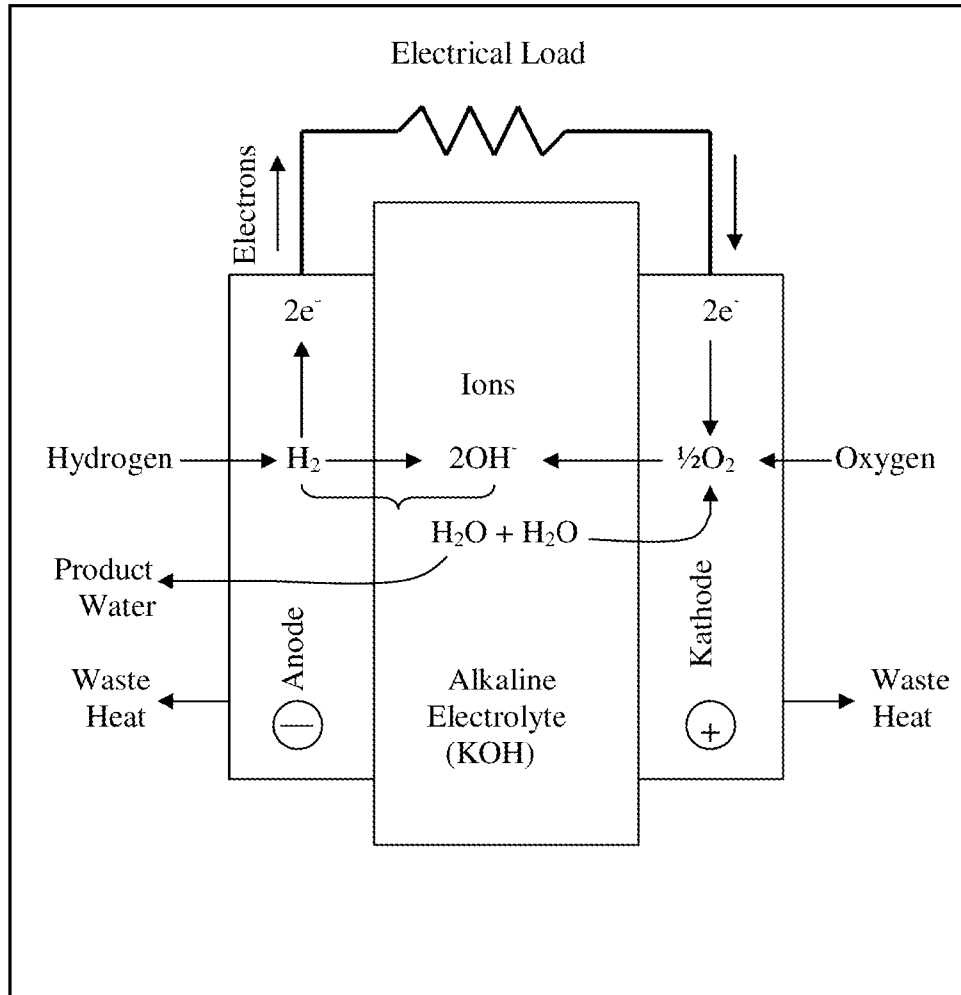 Electrical Load
Electrons
2e⁻
2e⁻
Ions
Hydrogen
H₂
2OH⁻
½O₂
Oxygen
H₂O + H₂O
Product
Water
Anode
Kathode
Waste
Heat
Alkaline
Electrolyte
(KOH)
Waste
Heat
−
+